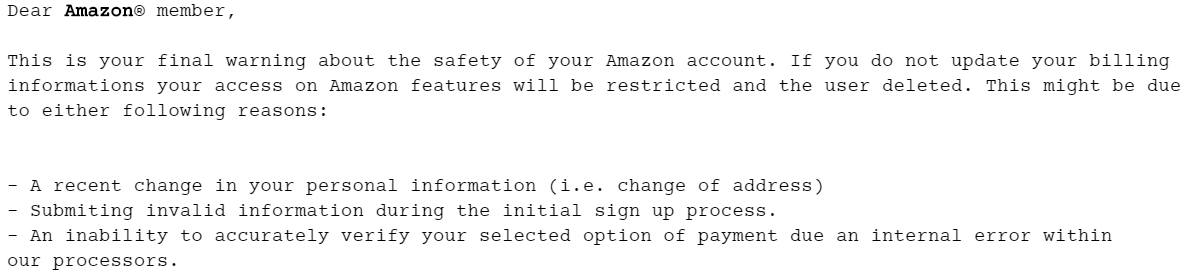 Dear Amazon® member,
This is your final warning about the safety of your Amazon account. If you do not update your billing
informations your access on Amazon features will be restricted and the user deleted. This might be due
to either following reasons:
- A recent change in your personal information (i.e. change of address)
- Submiting invalid information during the initial sign up process.
- An inability to accurately verify your selected option of payment due an internal error within
our processors.